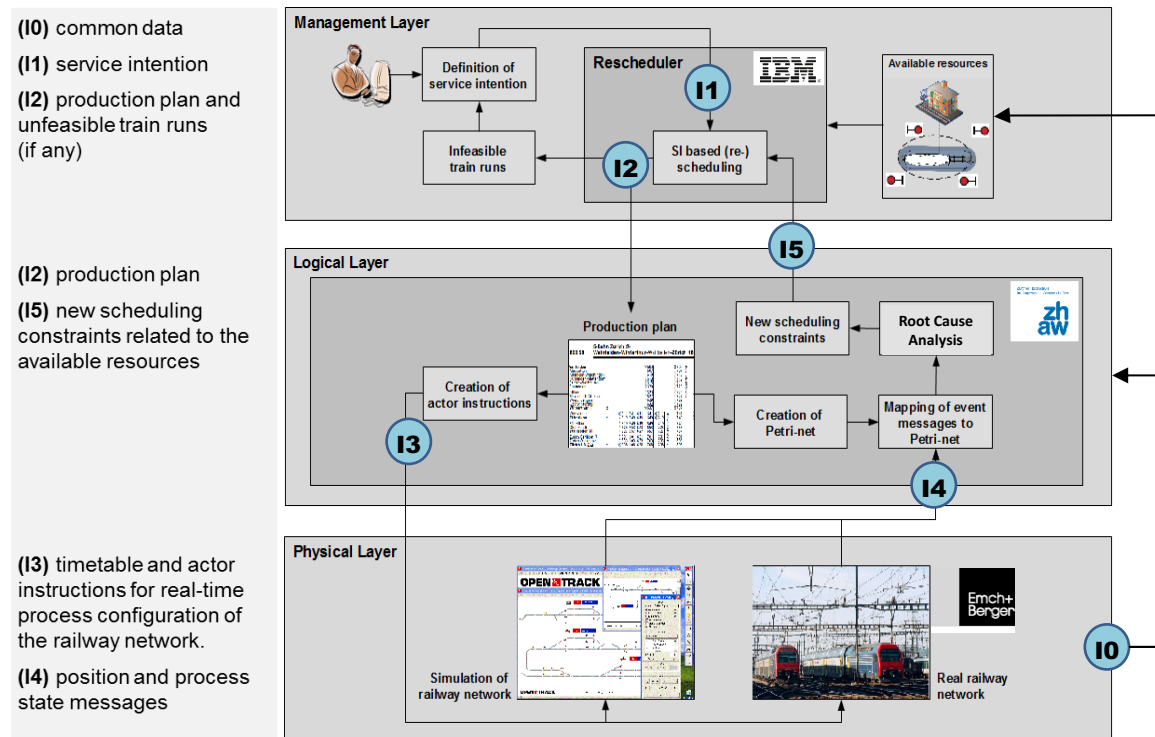 (I0) common data
(I1) service intention
(I2) production plan and
unfeasible train runs
(if any)
(I2) production plan
(I5) new scheduling
constraints related to the
available resources
(I3) timetable and actor
instructions for real-time
process configuration of
the railway network.
(I4) position and process
state messages
Management Layer
Definition of
service intention
Rescheduler
IBM
I1
Available resources
Infeasible
train runs
I2
SI based (re-)
scheduling
I5
Logical Layer
Production plan
New scheduling
constraints
Root Cause
Analysis
zh
aw
Creation of
actor instructions
Creation of
Petri-net
Mapping of event
messages to
Petri-net
I3
I4
Physical Layer
OPENTRACK
Emch+
Berger
I0
Simulation of
railway network
Real railway
network